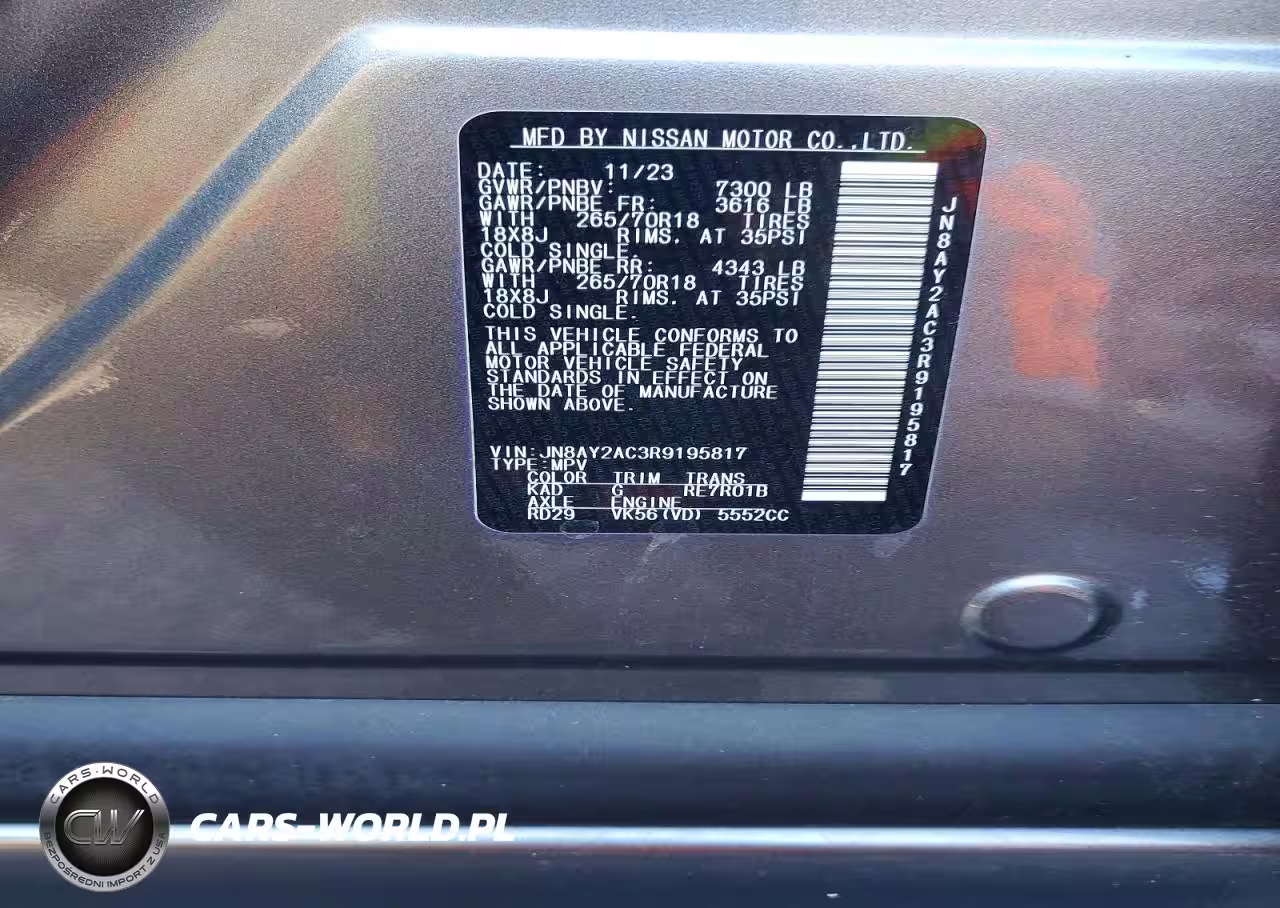 MFD BY NISSAN MOTOR CO.,LTD.
DATE: 11/23
GVWR/PNBV: 7300 LB
GAWR/PNBE FR: 3616 LB
WITH 265/70R18 TIRES
18X8J RIMS. AT 35PSI
COLD SINGLE.
GAWR/PNBE RR: 4343 LB
WITH 265/70R18 TIRES
18X8J RIMS. AT 35PSI
COLD SINGLE.
THIS VEHICLE CONFORMS TO
ALL APPLICABLE FEDERAL
MOTOR VEHICLE SAFETY
STANDARDS IN EFFECT ON
THE DATE OF MANUFACTURE
SHOWN ABOVE.
VIN:JN8AY2AC3R9195817
TYPE:MPV
COLOR TRIM TRANS
KAD G RE7R01B
AXLE ENGINE
RD29 VK56(VD) 5552CC
JN8AY2AC3R9195817
CARS-WORLD
CW
BEZPOŚREDNI IMPORT Z USA
CARS-WORLD.PL